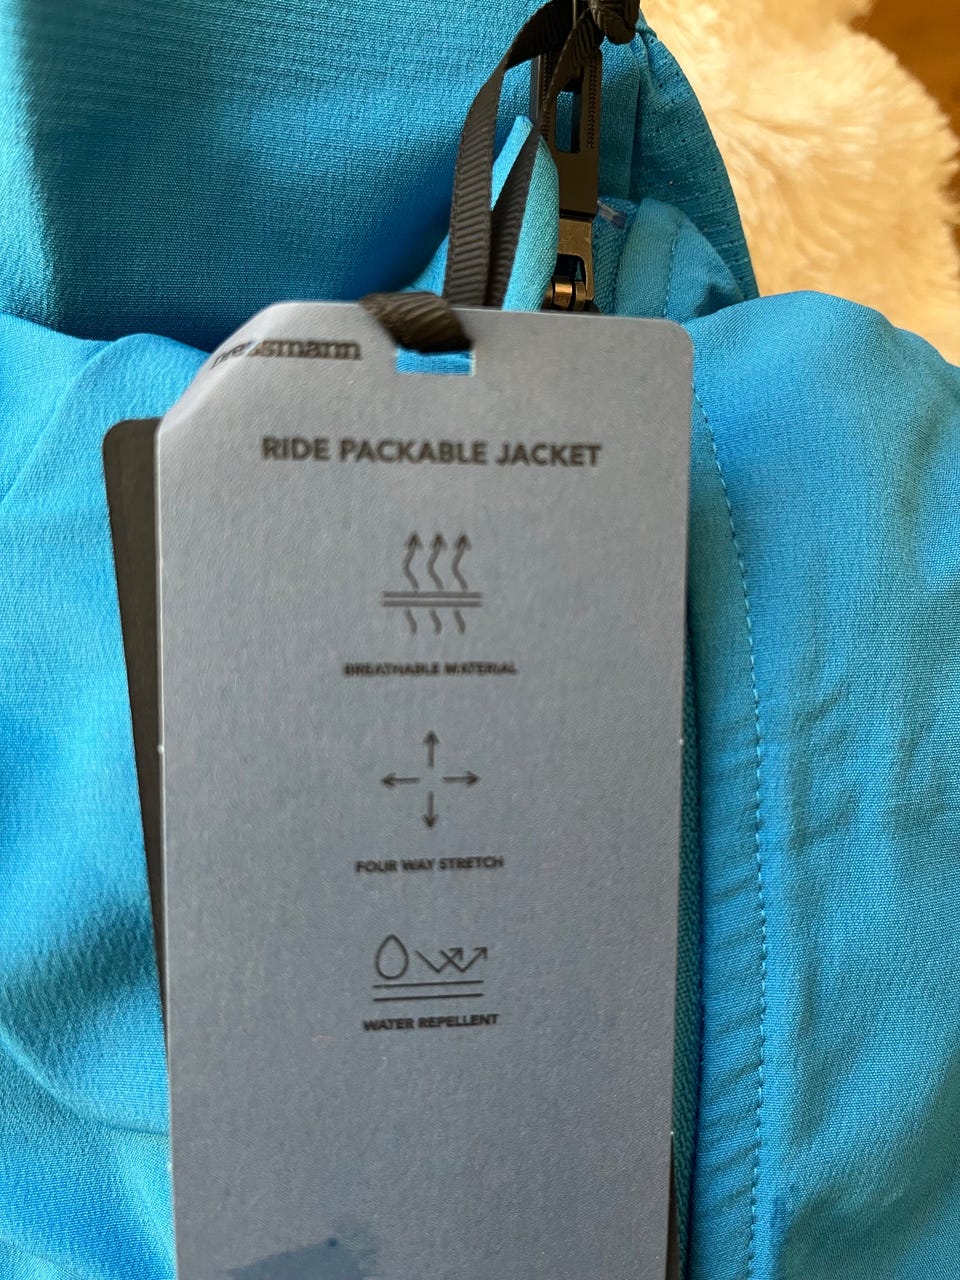 RIDE PACKABLE JACKET
BREATHABLE MATERIAL
FOUR WAY STRETCH
WATER REPELLENT